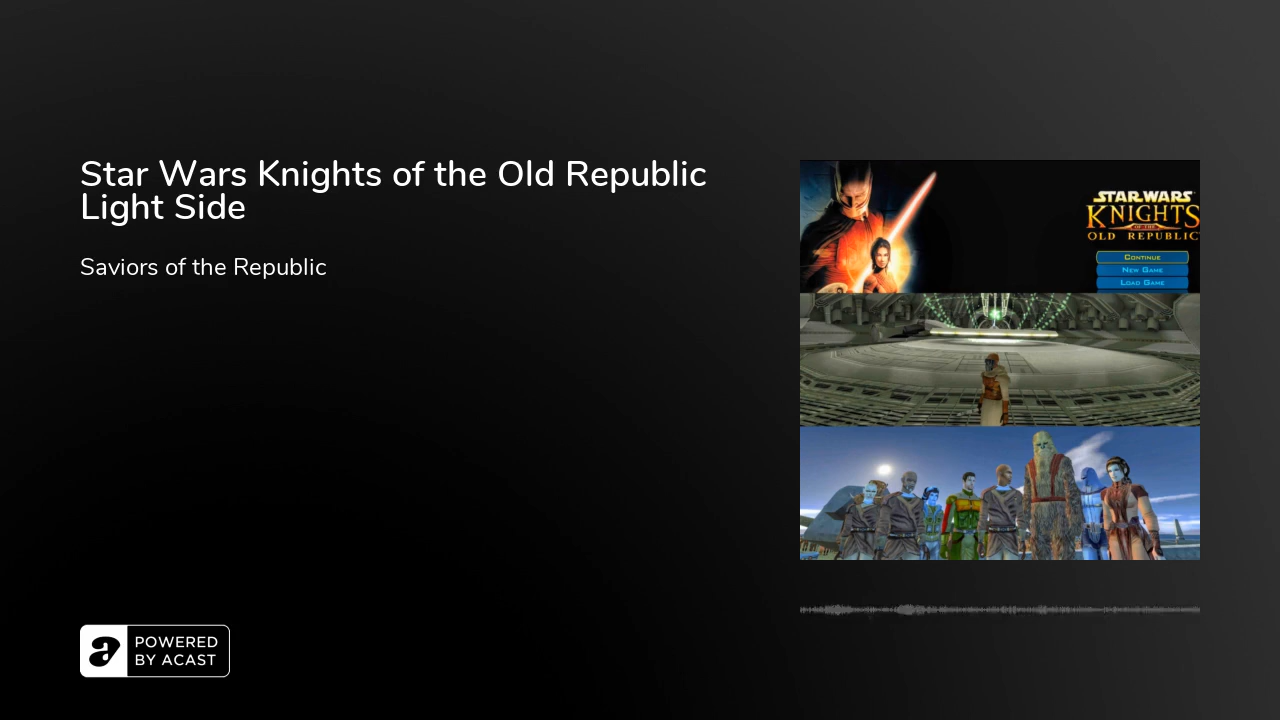 Star Wars Knights of the Old Republic
Light Side
Saviors of the Republic
STAR WARS
KNIGHTS
OF THE
OLD REPUBLIC
CONTINUE
NEW GAME
LOAD GAME
a POWERED
BY ACAST